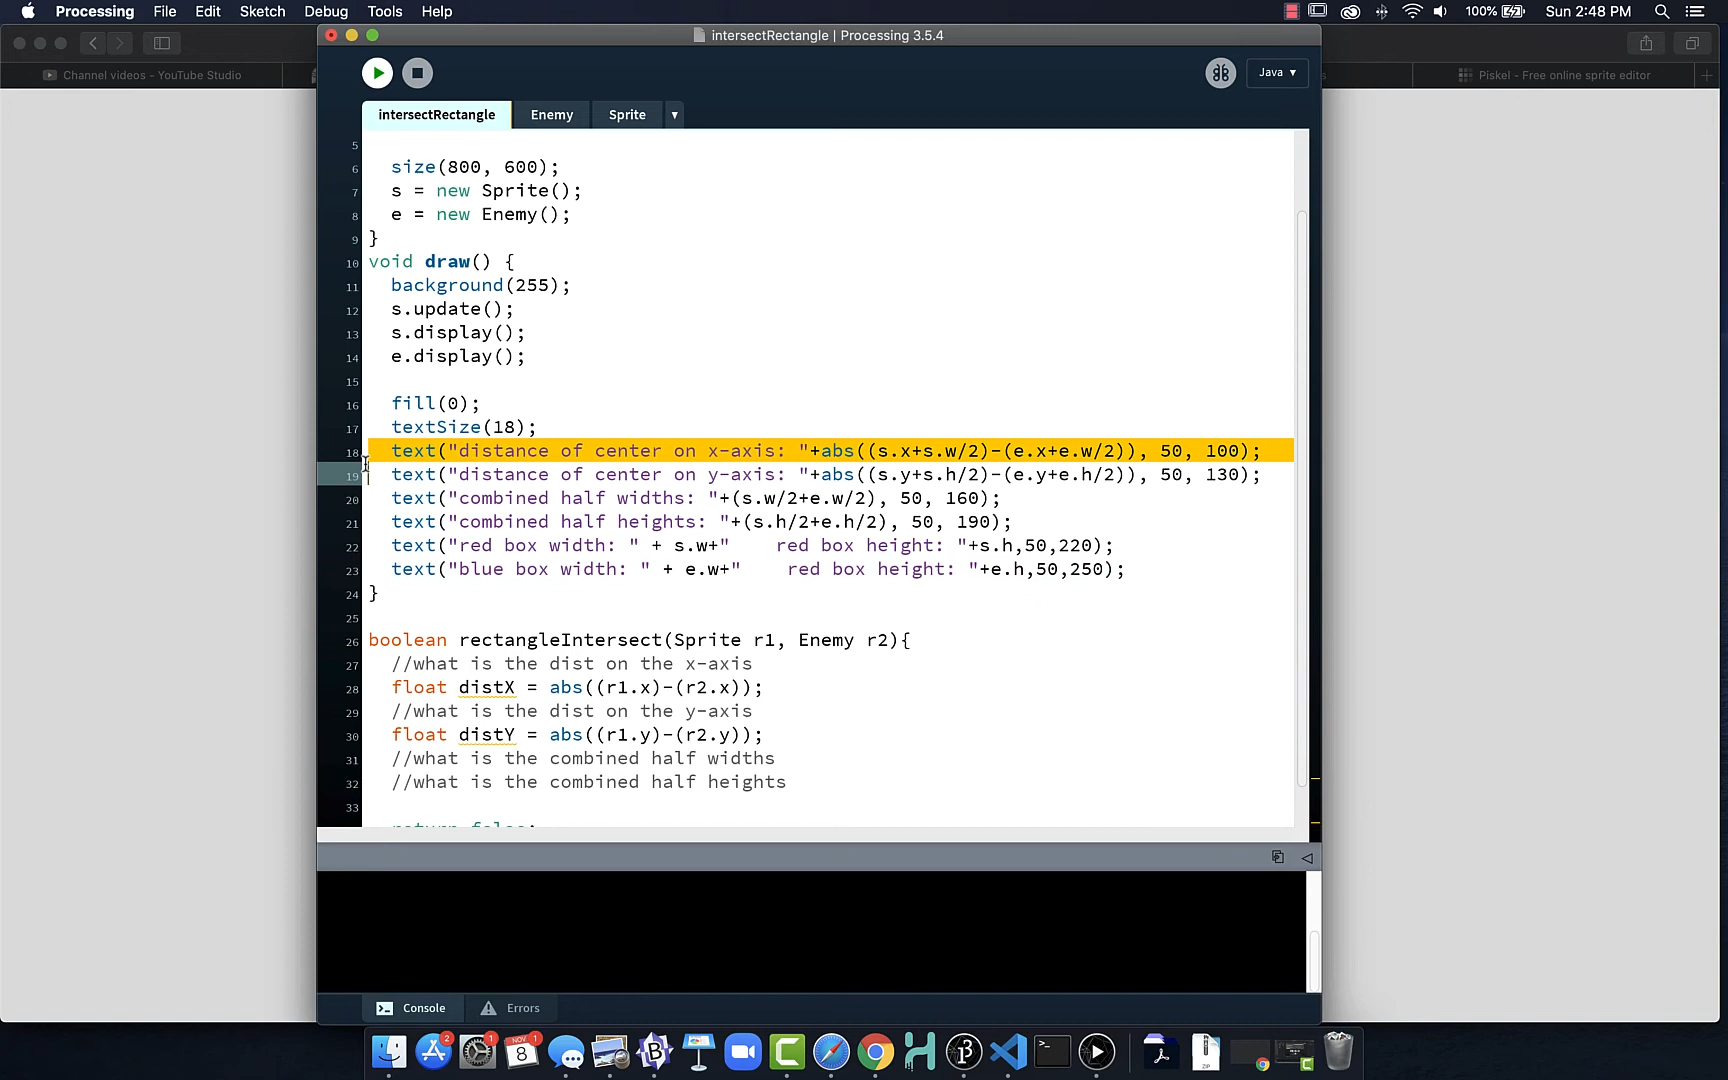 Processing File Edit Sketch Debug Tools Help 100% Sun 2:48 PM
intersectRectangle | Processing 3.5.4
Channel videos - YouTube Studio
Piskel - Free online sprite editor
Java ▾
intersectRectangle Enemy Sprite ▾
5
6 size(800, 600);
7 s = new Sprite();
8 e = new Enemy();
9 }
10 void draw() {
11 background(255);
12 s.update();
13 s.display();
14 e.display();
15
16 fill(0);
17 textSize(18);
18 text("distance of center on x-axis: "+abs((s.x+s.w/2)-(e.x+e.w/2)), 50, 100);
19 text("distance of center on y-axis: "+abs((s.y+s.h/2)-(e.y+e.h/2)), 50, 130);
20 text("combined half widths: "+(s.w/2+e.w/2), 50, 160);
21 text("combined half heights: "+(s.h/2+e.h/2), 50, 190);
22 text("red box width: " + s.w+"    red box height: "+s.h,50,220);
23 text("blue box width: " + e.w+"    red box height: "+e.h,50,250);
24 }
25
26 boolean rectangleIntersect(Sprite r1, Enemy r2){
27 //what is the dist on the x-axis
28 float distX = abs((r1.x)-(r2.x));
29 //what is the dist on the y-axis
30 float distY = abs((r1.y)-(r2.y));
31 //what is the combined half widths
32 //what is the combined half heights
33
return false;
Console Errors
2 1 NOV 8 1